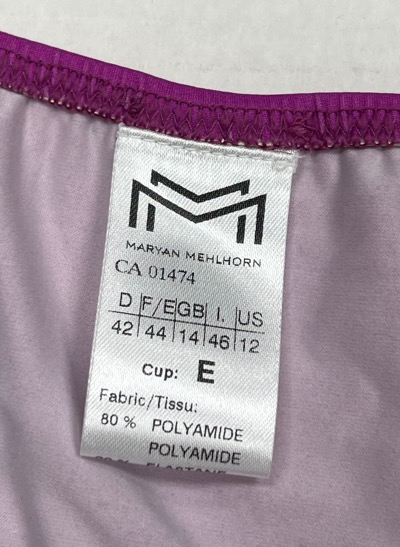 MARYAN MEHLHORN
CA 01474
D F/E GB I. US
42 44 14 46 12
Cup: E
Fabric/Tissu:
80 % POLYAMIDE
POLYAMIDE